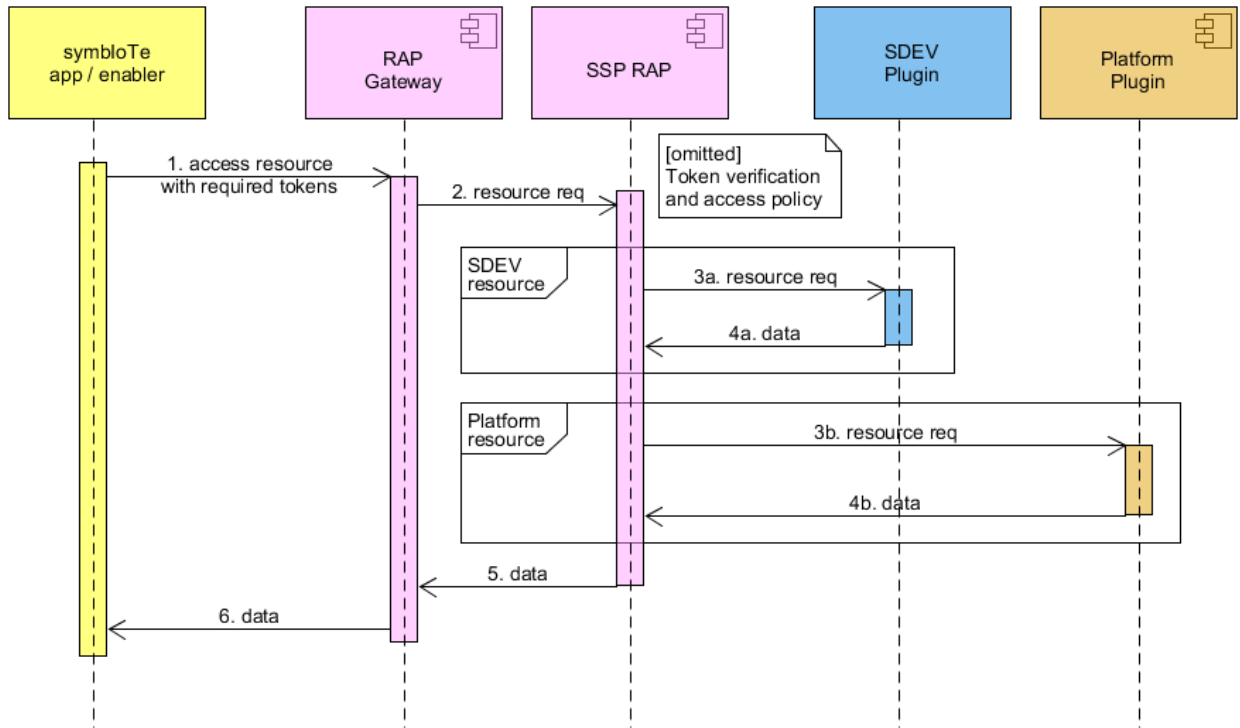 symbIoTe
app / enabler
RAP
Gateway
SSP RAP
SDEV
Plugin
Platform
Plugin
1. access resource
with required tokens
2. resource req
[omitted]
Token verification
and access policy
SDEV
resource
3a. resource req
4a. data
Platform
resource
3b. resource req
4b. data
5. data
6. data